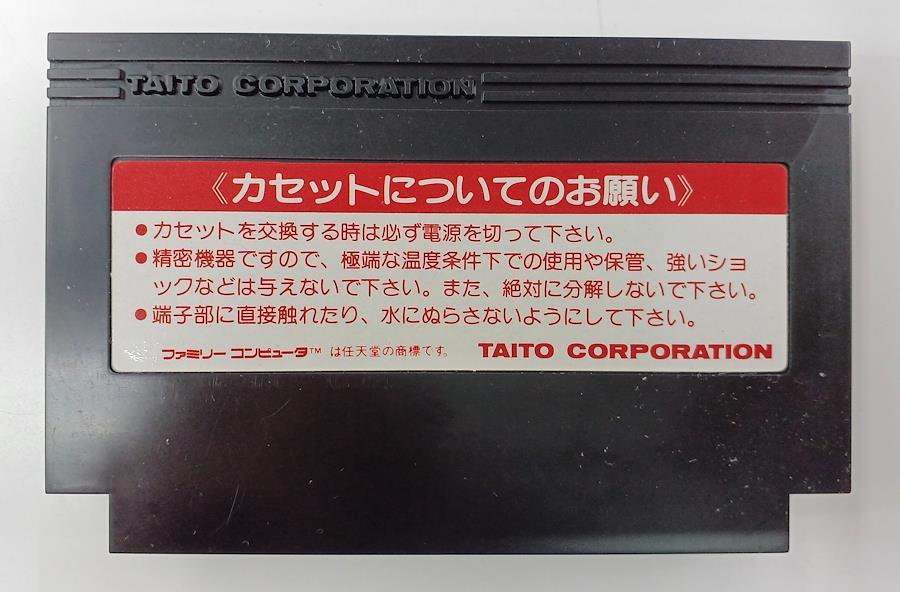 TAITO CORPORATION
《カセットについてのお願い》
●カセットを交換する時は必ず電源を切って下さい。
●精密機器ですので、極端な温度条件下での使用や保管、強いショ
ックなどは与えないで下さい。また、絶対に分解しないで下さい。
●端子部に直接触れたり、水にぬらさないようにして下さい。
ファミリーコンピュータ™ は任天堂の商標です。 TAITO CORPORATION